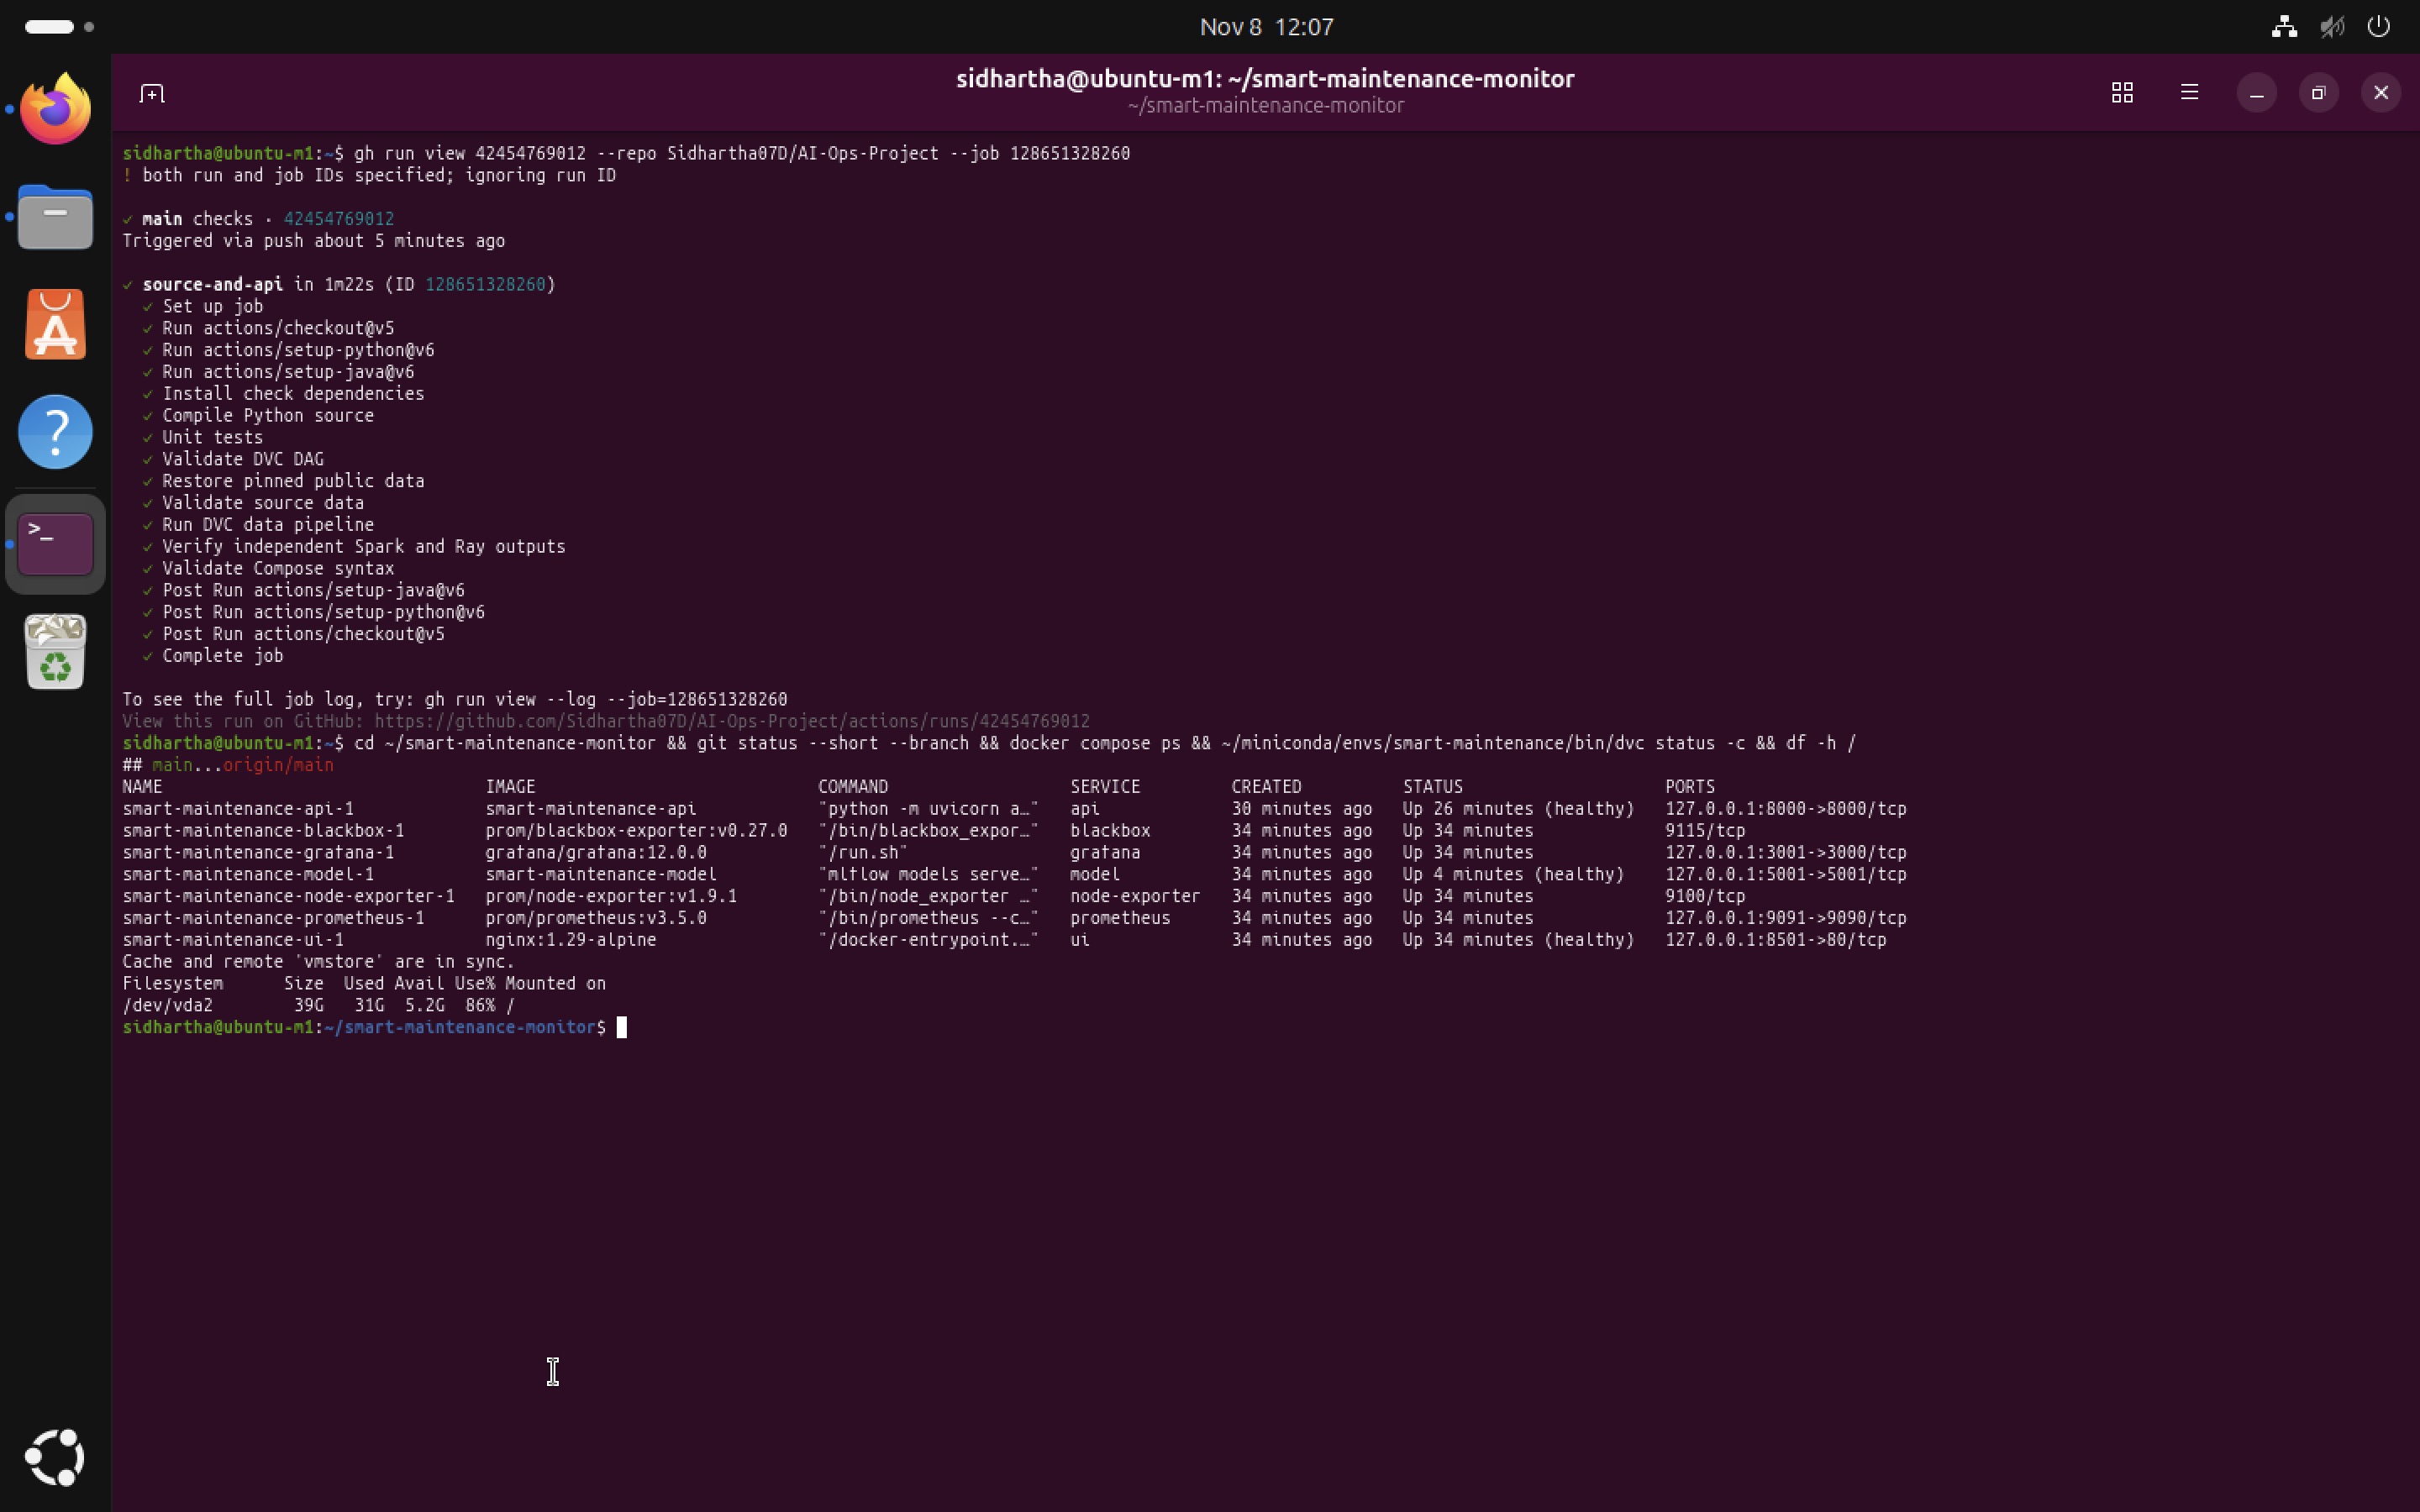 Nov 8 12:07
sidhartha@ubuntu-m1: ~/smart-maintenance-monitor
~/smart-maintenance-monitor
sidhartha@ubuntu-m1:~$ gh run view 42454769012 --repo Sidhartha07D/AI-Ops-Project --job 128651328260
! both run and job IDs specified; ignoring run ID
✓ main checks · 42454769012
Triggered via push about 5 minutes ago
✓ source-and-api in 1m22s (ID 128651328260)
✓ Set up job
✓ Run actions/checkout@v5
✓ Run actions/setup-python@v6
✓ Run actions/setup-java@v6
✓ Install check dependencies
✓ Compile Python source
✓ Unit tests
✓ Validate DVC DAG
✓ Restore pinned public data
✓ Validate source data
✓ Run DVC data pipeline
✓ Verify independent Spark and Ray outputs
✓ Validate Compose syntax
✓ Post Run actions/setup-java@v6
✓ Post Run actions/setup-python@v6
✓ Post Run actions/checkout@v5
✓ Complete job
To see the full job log, try: gh run view --log --job=128651328260
View this run on GitHub: https://github.com/Sidhartha07D/AI-Ops-Project/actions/runs/42454769012
sidhartha@ubuntu-m1:~$ cd ~/smart-maintenance-monitor && git status --short --branch && docker compose ps && ~/miniconda/envs/smart-maintenance/bin/dvc status -c && df -h /
## main...origin/main
NAME IMAGE COMMAND SERVICE CREATED STATUS PORTS
smart-maintenance-api-1 smart-maintenance-api "python -m uvicorn a…" api 30 minutes ago Up 26 minutes (healthy) 127.0.0.1:8000->8000/tcp
smart-maintenance-blackbox-1 prom/blackbox-exporter:v0.27.0 "/bin/blackbox_expor…" blackbox 34 minutes ago Up 34 minutes 9115/tcp
smart-maintenance-grafana-1 grafana/grafana:12.0.0 "/run.sh" grafana 34 minutes ago Up 34 minutes 127.0.0.1:3001->3000/tcp
smart-maintenance-model-1 smart-maintenance-model "mlflow models serve…" model 34 minutes ago Up 4 minutes (healthy) 127.0.0.1:5001->5001/tcp
smart-maintenance-node-exporter-1 prom/node-exporter:v1.9.1 "/bin/node_exporter …" node-exporter 34 minutes ago Up 34 minutes 9100/tcp
smart-maintenance-prometheus-1 prom/prometheus:v3.5.0 "/bin/prometheus --c…" prometheus 34 minutes ago Up 34 minutes 127.0.0.1:9091->9090/tcp
smart-maintenance-ui-1 nginx:1.29-alpine "/docker-entrypoint.…" ui 34 minutes ago Up 34 minutes (healthy) 127.0.0.1:8501->80/tcp
Cache and remote 'vmstore' are in sync.
Filesystem Size Used Avail Use% Mounted on
/dev/vda2 39G 31G 5.2G 86% /
sidhartha@ubuntu-m1:~/smart-maintenance-monitor$